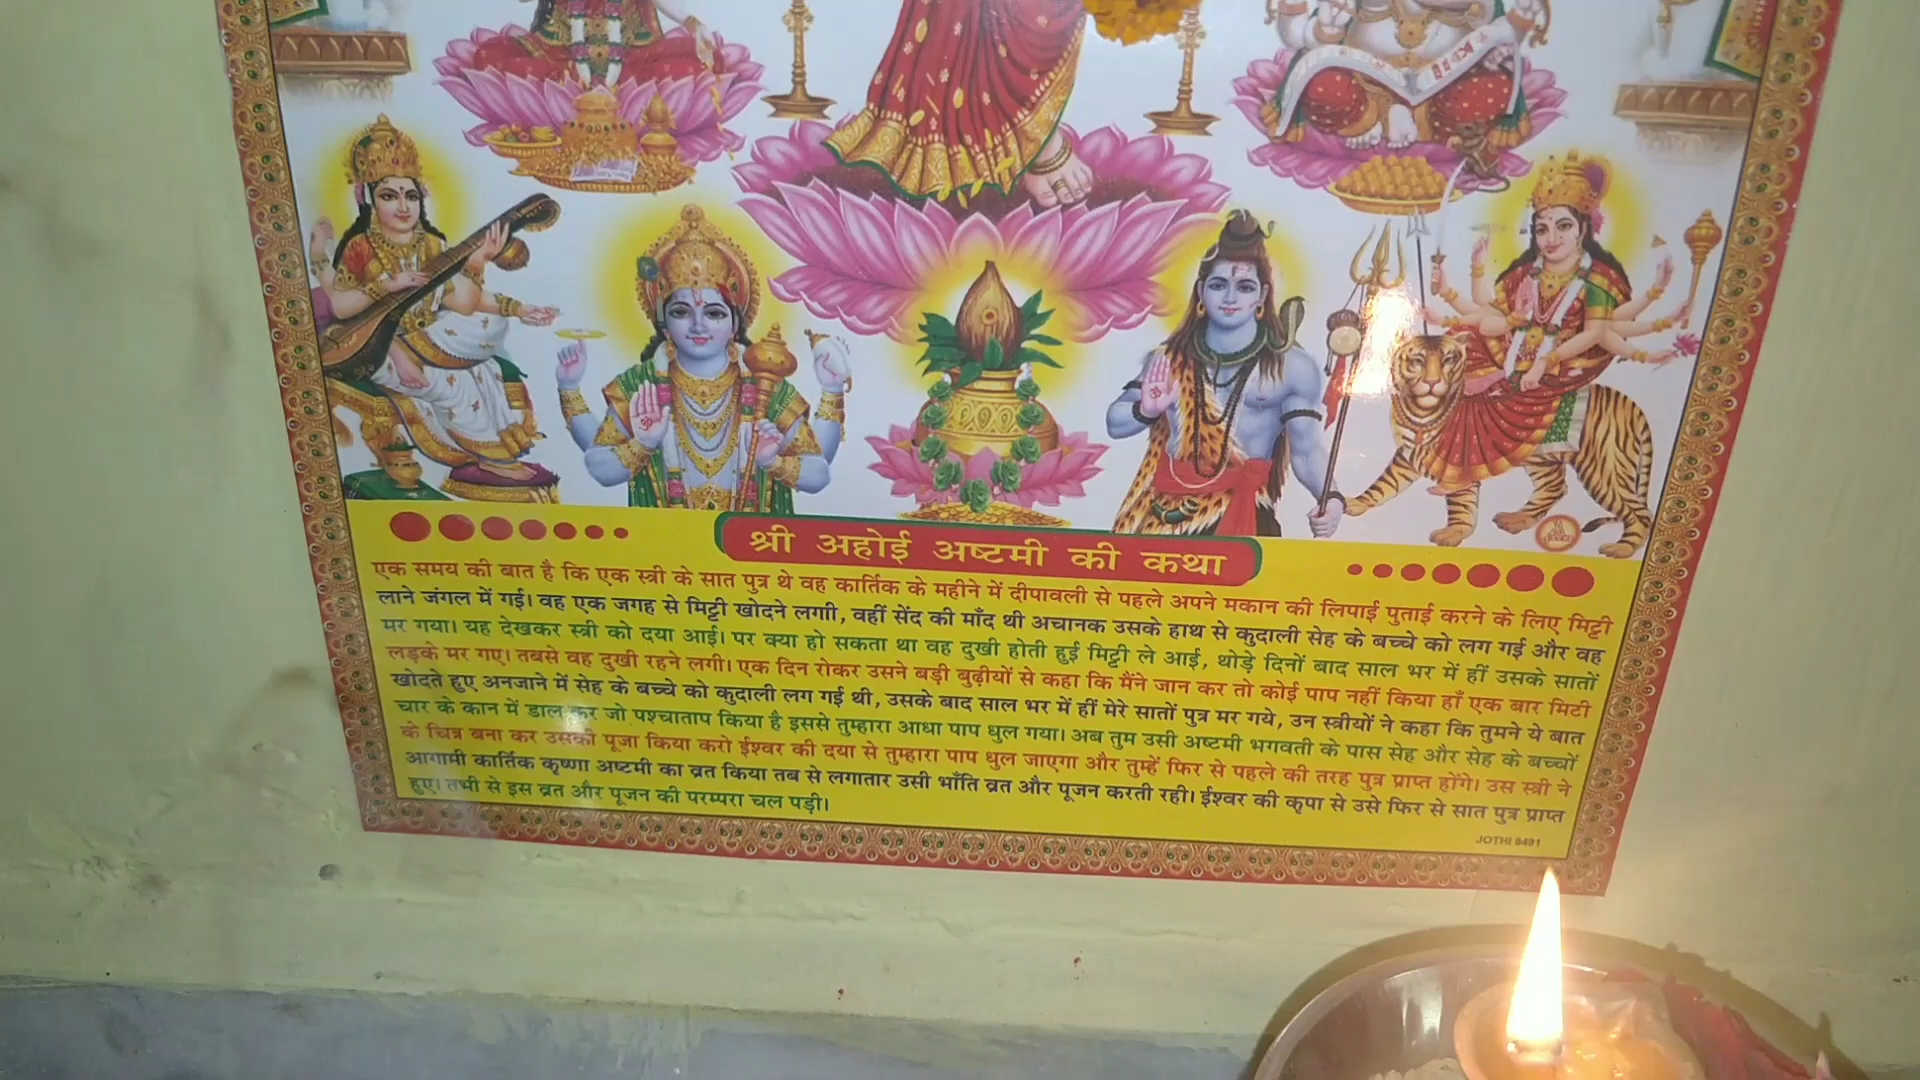 श्री अहोई अष्टमी की कथा
एक समय की बात है कि एक स्त्री के सात पुत्र थे वह कार्तिक के महीने में दीपावली से पहले अपने मकान की लिपाई पुताई करने के लिए मिट्टी
लाने जंगल में गई। वह एक जगह से मिट्टी खोदने लगाी, वहीं सेंद की माँद थी अचानक उसके हाथ से कुदाली सेह के बच्चे को लग गई और वह
मर गया। यह देखकर स्त्री को दया आई। पर क्या हो सकता था वह दुखी होती हुई मिट्टी ले आई, थोड़े दिनों बाद साल भर में हीं उसके सातों
लड़के मर गए। तबसे वह दुखी रहने लगी। एक दिन रोकर उसने बड़ी बुढ़ीयों से कहा कि मैंने जान कर तो कोई पाप नहीं किया हाँ एक बार मिटी
खोदते हुए अनजाने में सेह के बच्चे को कुदाली लग गई थी, उसके बाद साल भर में हीं मेरे सातों पुत्र मर गये, उन स्त्रीयों ने कहा कि तुमने ये बात
चार के कान में डाल कर जो पश्चाताप किया है इससे तुम्हारा आधा पाप धुल गया। अब तुम उसी अष्टमी भगवती के पास सेह और सेह के बच्चों
के चित्र बना कर उसकी पूजा किया करो ईश्वर की दया से तुम्हारा पाप धुल जाएगा और तुम्हें फिर से पहले की तरह पुत्र प्राप्त होंगे। उस स्त्री ने
आगामी कार्तिक कृष्णा अष्टमी का व्रत किया तब से लगातार उसी भाँति व्रत और पूजन करती रही। ईश्वर की कृपा से उसे फिर से सात पुत्र प्राप्त
हुए। तभी से इस व्रत और पूजन की परम्परा चल पड़ी।
JOTHI 9491